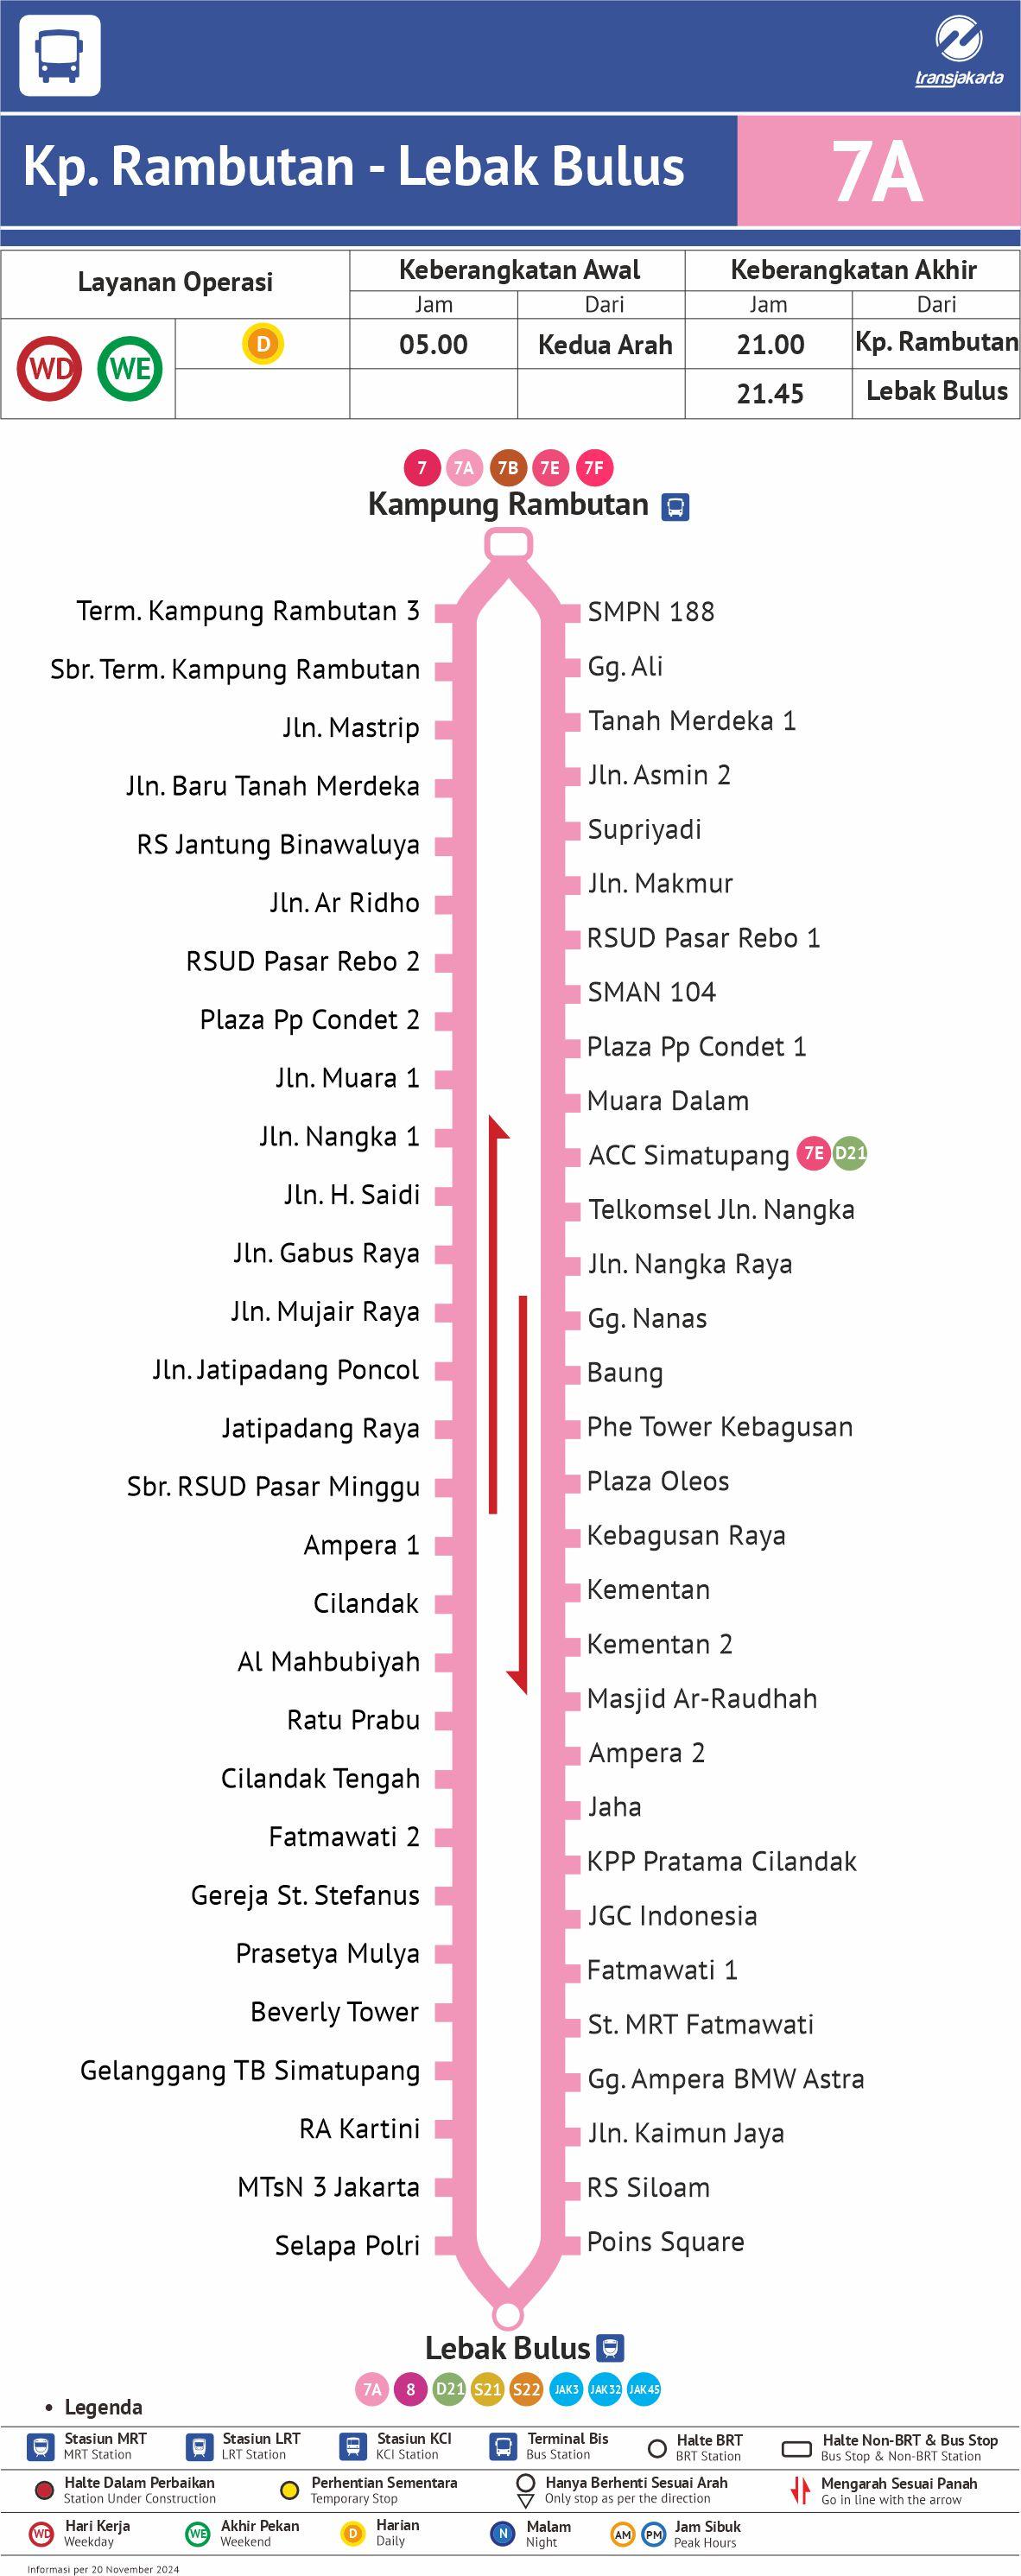 transjakarta
Kp. Rambutan - Lebak Bulus
7A
Layanan Operasi
Keberangkatan Awal
Keberangkatan Akhir
Jam
Dari
Jam
Dari
WD
WE
D
05.00
Kedua Arah
21.00
Kp. Rambutan
21.45
Lebak Bulus
7 7A 7B 7E 7F
Kampung Rambutan
Term. Kampung Rambutan 3
Sbr. Term. Kampung Rambutan
Jln. Mastrip
Jln. Baru Tanah Merdeka
RS Jantung Binawaluya
Jln. Ar Ridho
RSUD Pasar Rebo 2
Plaza Pp Condet 2
Jln. Muara 1
Jln. Nangka 1
Jln. H. Saidi
Jln. Gabus Raya
Jln. Mujair Raya
Jln. Jatipadang Poncol
Jatipadang Raya
Sbr. RSUD Pasar Minggu
Ampera 1
Cilandak
Al Mahbubiyah
Ratu Prabu
Cilandak Tengah
Fatmawati 2
Gereja St. Stefanus
Prasetya Mulya
Beverly Tower
Gelanggang TB Simatupang
RA Kartini
MTsN 3 Jakarta
Selapa Polri
SMPN 188
Gg. Ali
Tanah Merdeka 1
Jln. Asmin 2
Supriyadi
Jln. Makmur
RSUD Pasar Rebo 1
SMAN 104
Plaza Pp Condet 1
Muara Dalam
ACC Simatupang 7E D21
Telkomsel Jln. Nangka
Jln. Nangka Raya
Gg. Nanas
Baung
Phe Tower Kebagusan
Plaza Oleos
Kebagusan Raya
Kementan
Kementan 2
Masjid Ar-Raudhah
Ampera 2
Jaha
KPP Pratama Cilandak
JGC Indonesia
Fatmawati 1
St. MRT Fatmawati
Gg. Ampera BMW Astra
Jln. Kaimun Jaya
RS Siloam
Poins Square
Lebak Bulus
7A 8 D21 S21 S22 JAK3 JAK32 JAK45
• Legenda
Stasiun MRT
MRT Station
Stasiun LRT
LRT Station
Stasiun KCI
KCI Station
Terminal Bis
Bus Station
Halte BRT
BRT Station
Halte Non-BRT & Bus Stop
Bus Stop & Non-BRT Station
Halte Dalam Perbaikan
Station Under Construction
Perhentian Sementara
Temporary Stop
Hanya Berhenti Sesuai Arah
Only stop as per the direction
Mengarah Sesuai Panah
Go in line with the arrow
WD
Hari Kerja
Weekday
WE
Akhir Pekan
Weekend
D
Harian
Daily
N
Malam
Night
AM PM
Jam Sibuk
Peak Hours
Informasi per 20 November 2024